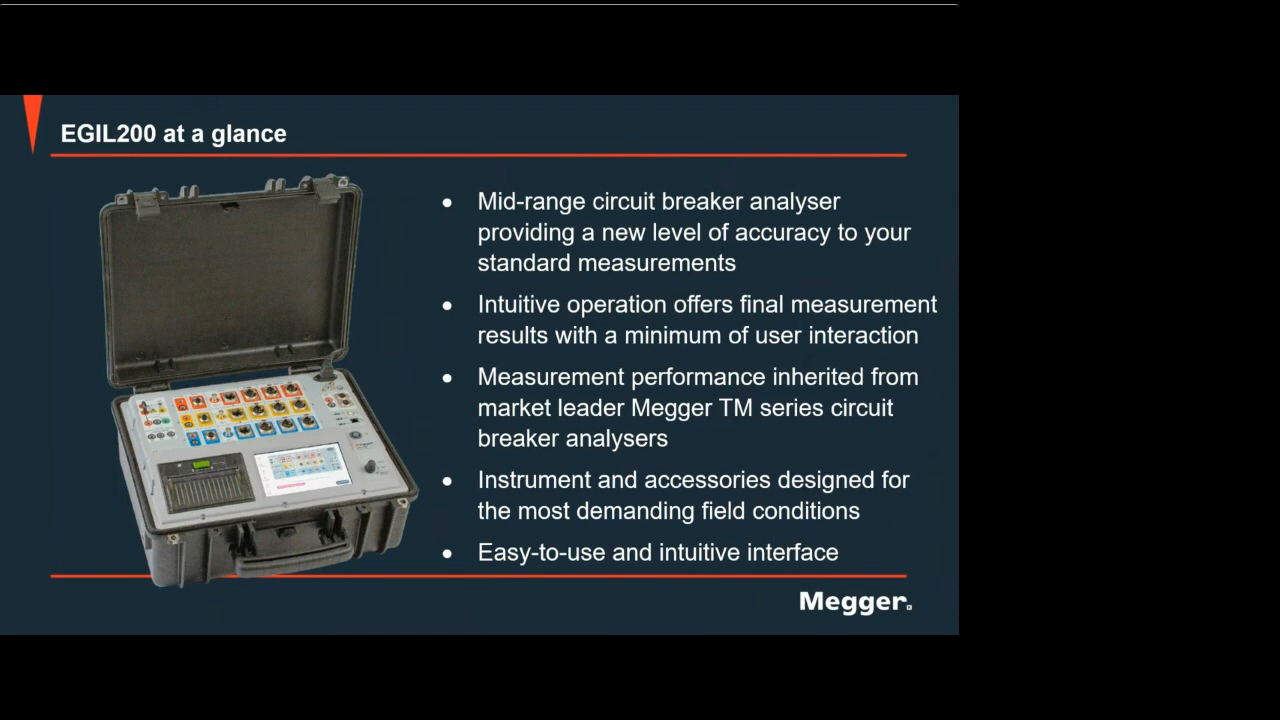 EGIL200 at a glance
• Mid-range circuit breaker analyser
providing a new level of accuracy to your
standard measurements
• Intuitive operation offers final measurement
results with a minimum of user interaction
• Measurement performance inherited from
market leader Megger TM series circuit
breaker analysers
• Instrument and accessories designed for
the most demanding field conditions
• Easy-to-use and intuitive interface
Megger